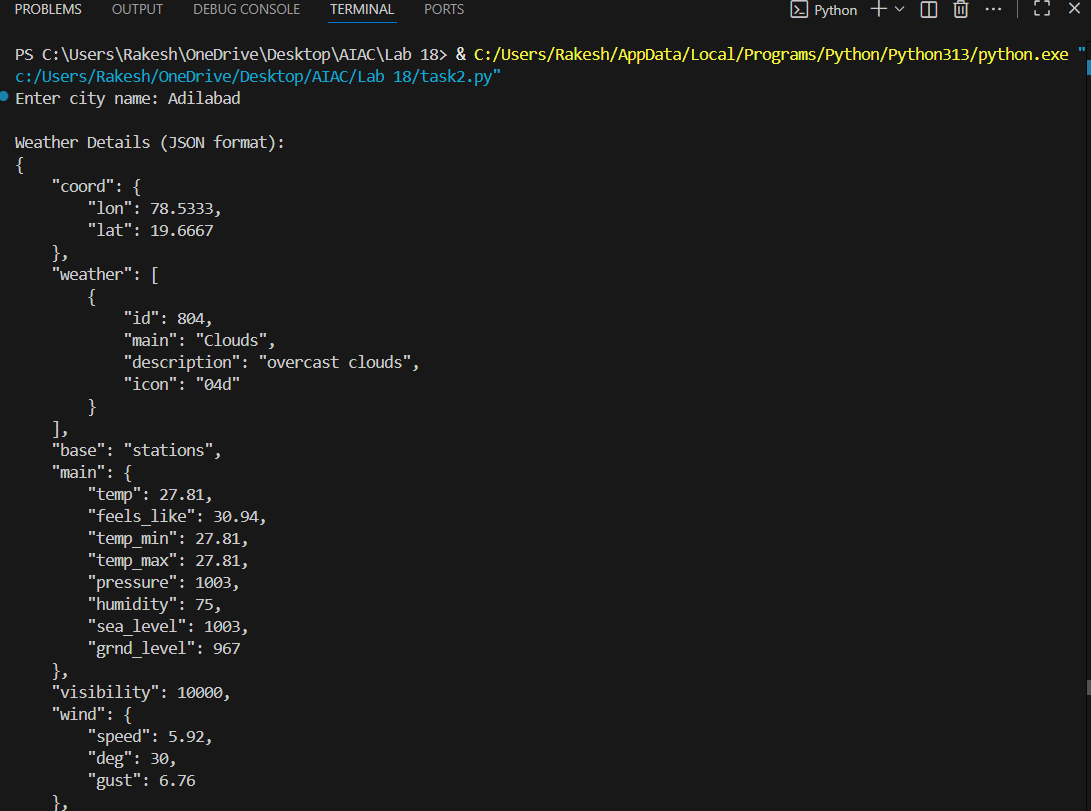 PROBLEMS OUTPUT DEBUG CONSOLE TERMINAL PORTS Python
PS C:\Users\Rakesh\OneDrive\Desktop\AIAC\Lab 18> & C:/Users/Rakesh/AppData/Local/Programs/Python/Python313/python.exe "
c:/Users/Rakesh/OneDrive/Desktop/AIAC/Lab 18/task2.py"
Enter city name: Adilabad
Weather Details (JSON format):
{
    "coord": {
        "lon": 78.5333,
        "lat": 19.6667
    },
    "weather": [
        {
            "id": 804,
            "main": "Clouds",
            "description": "overcast clouds",
            "icon": "04d"
        }
    ],
    "base": "stations",
    "main": {
        "temp": 27.81,
        "feels_like": 30.94,
        "temp_min": 27.81,
        "temp_max": 27.81,
        "pressure": 1003,
        "humidity": 75,
        "sea_level": 1003,
        "grnd_level": 967
    },
    "visibility": 10000,
    "wind": {
        "speed": 5.92,
        "deg": 30,
        "gust": 6.76
    },